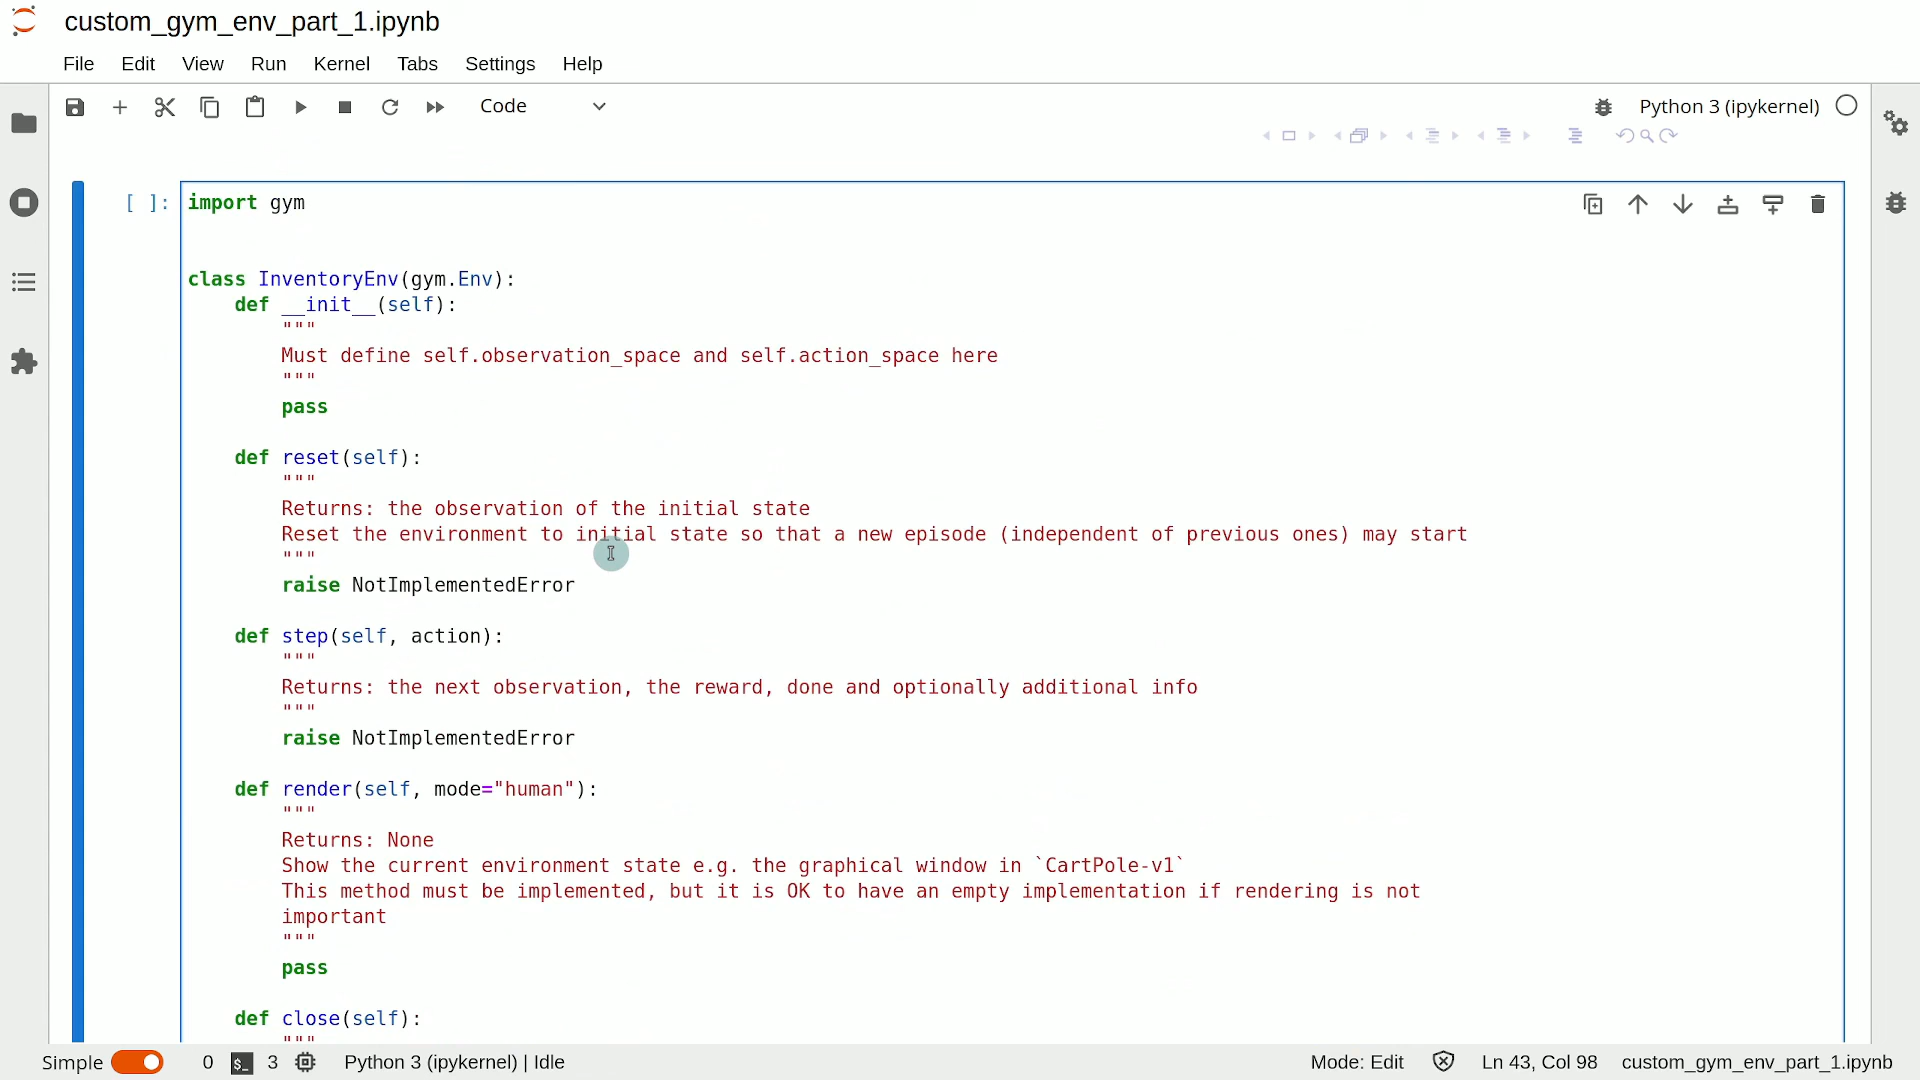 custom_gym_env_part_1.ipynb
File Edit View Run Kernel Tabs Settings Help
Code
Python 3 (ipykernel)
[ ]:
import gym
class InventoryEnv(gym.Env):
    def __init__(self):
        """
        Must define self.observation_space and self.action_space here
        """
        pass
    def reset(self):
        """
        Returns: the observation of the initial state
        Reset the environment to initial state so that a new episode (independent of previous ones) may start
        """
        raise NotImplementedError
    def step(self, action):
        """
        Returns: the next observation, the reward, done and optionally additional info
        """
        raise NotImplementedError
    def render(self, mode="human"):
        """
        Returns: None
        Show the current environment state e.g. the graphical window in `CartPole-v1`
        This method must be implemented, but it is OK to have an empty implementation if rendering is not
        important
        """
        pass
    def close(self):
        """
Simple 0 $_ 3 Python 3 (ipykernel) | Idle Mode: Edit Ln 43, Col 98 custom_gym_env_part_1.ipynb